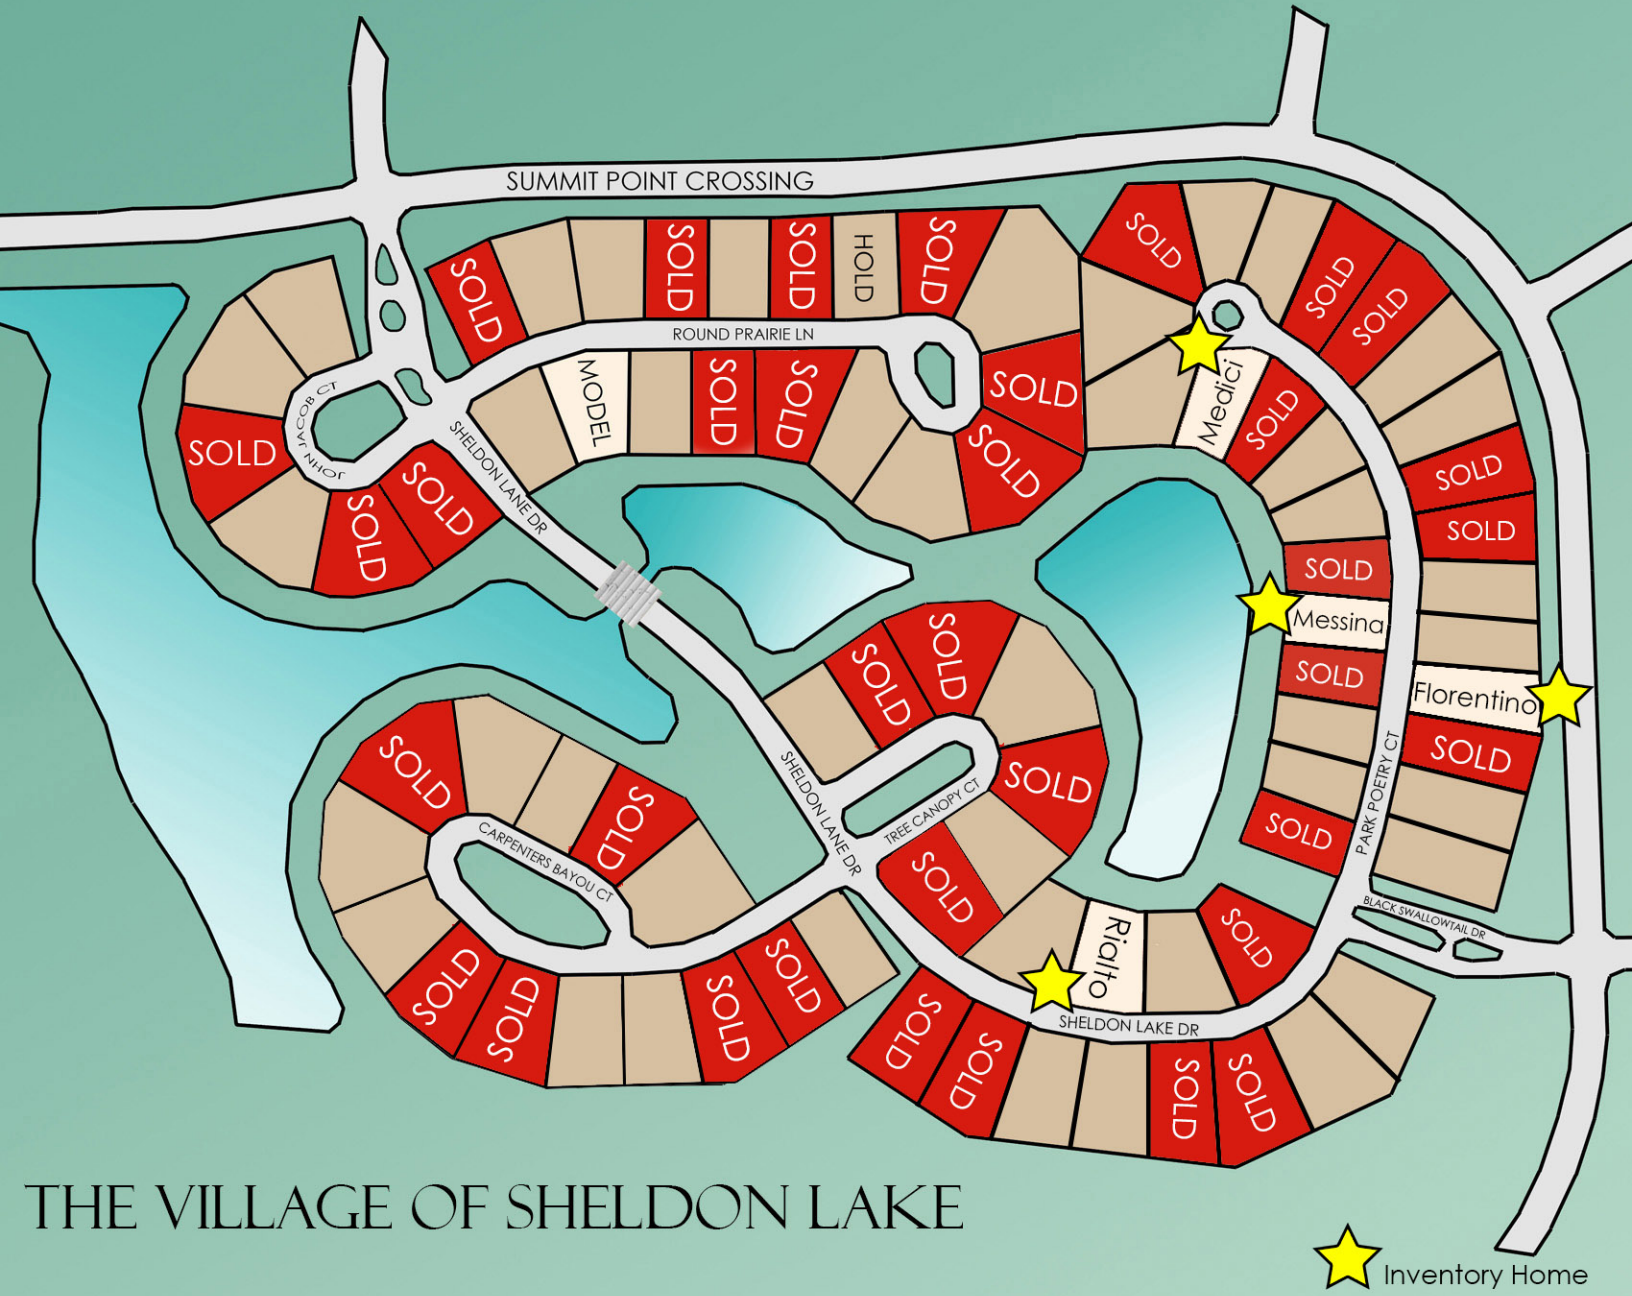 SUMMIT POINT CROSSING
SOLD
SOLD
SOLD
HOLD
SOLD
SOLD
SOLD
SOLD
ROUND PRAIRIE LN
MODEL
SOLD
SOLD
SOLD
SOLD
Medici
SOLD
JOHN JACOB CT
SOLD
SOLD
SOLD
SHELDON LANE DR
SOLD
SOLD
SOLD
Messina
SOLD
Florentino
SOLD
SOLD
PARK POETRY CT
BLACK SWALLOWTAIL DR
SOLD
SOLD
SOLD
SOLD
TREE CANOPY CT
SHELDON LANE DR
SOLD
SOLD
CARPENTERS BAYOU CT
SOLD
SOLD
SOLD
SOLD
Rialto
SOLD
SHELDON LAKE DR
SOLD
SOLD
SOLD
SOLD
THE VILLAGE OF SHELDON LAKE
Inventory Home